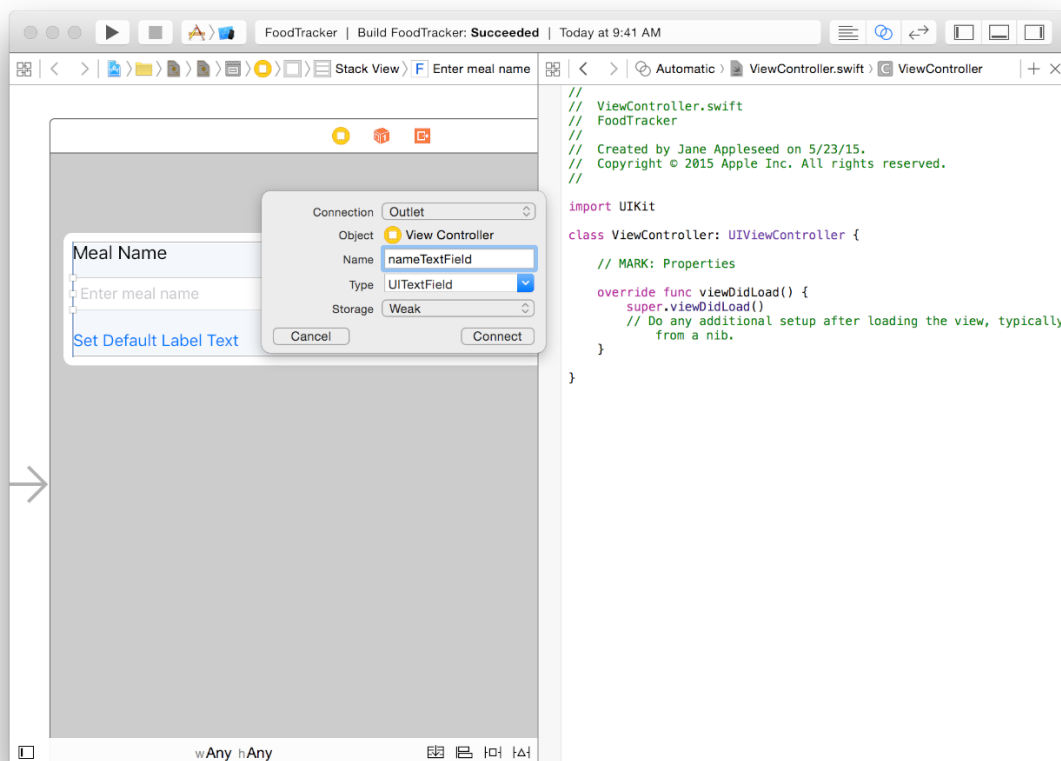 FoodTracker | Build FoodTracker: Succeeded | Today at 9:41 AM
Stack View F Enter meal name
Automatic ViewController.swift C ViewController
Meal Name
Enter meal name
Set Default Label Text
Connection Outlet
Object View Controller
Name nameTextField
Type UITextField
Storage Weak
Cancel Connect
wAny hAny
//
// ViewController.swift
// FoodTracker
//
// Created by Jane Appleseed on 5/23/15.
// Copyright © 2015 Apple Inc. All rights reserved.
//
import UIKit
class ViewController: UIViewController {
// MARK: Properties
override func viewDidLoad() {
super.viewDidLoad()
// Do any additional setup after loading the view, typically
from a nib.
}
}